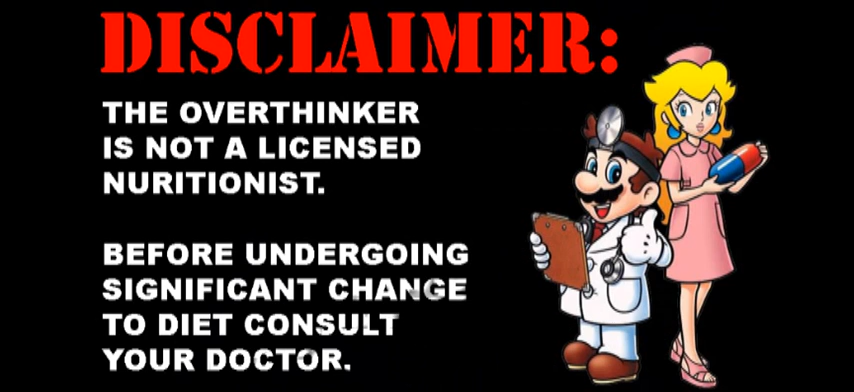 DISCLAIMER:
THE OVERTHINKER
IS NOT A LICENSED
NURITIONIST.
BEFORE UNDERGOING
SIGNIFICANT CHANGE
TO DIET CONSULT
YOUR DOCTOR.